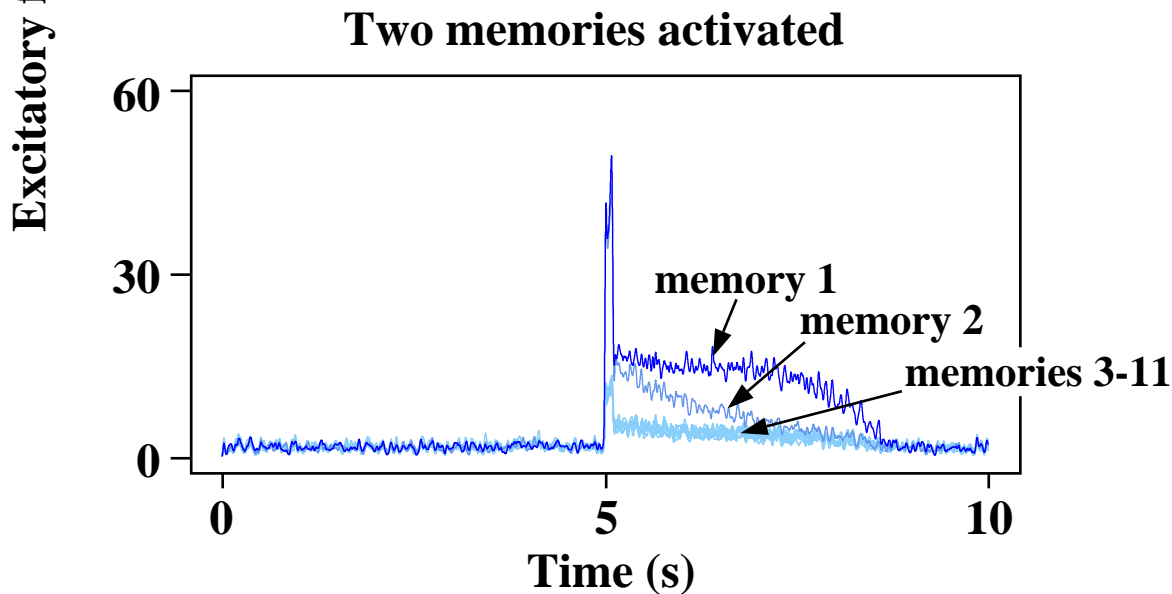 Two memories activated
Excitatory
60
30
0
memory 1
memory 2
memories 3-11
0 5 10
Time (s)